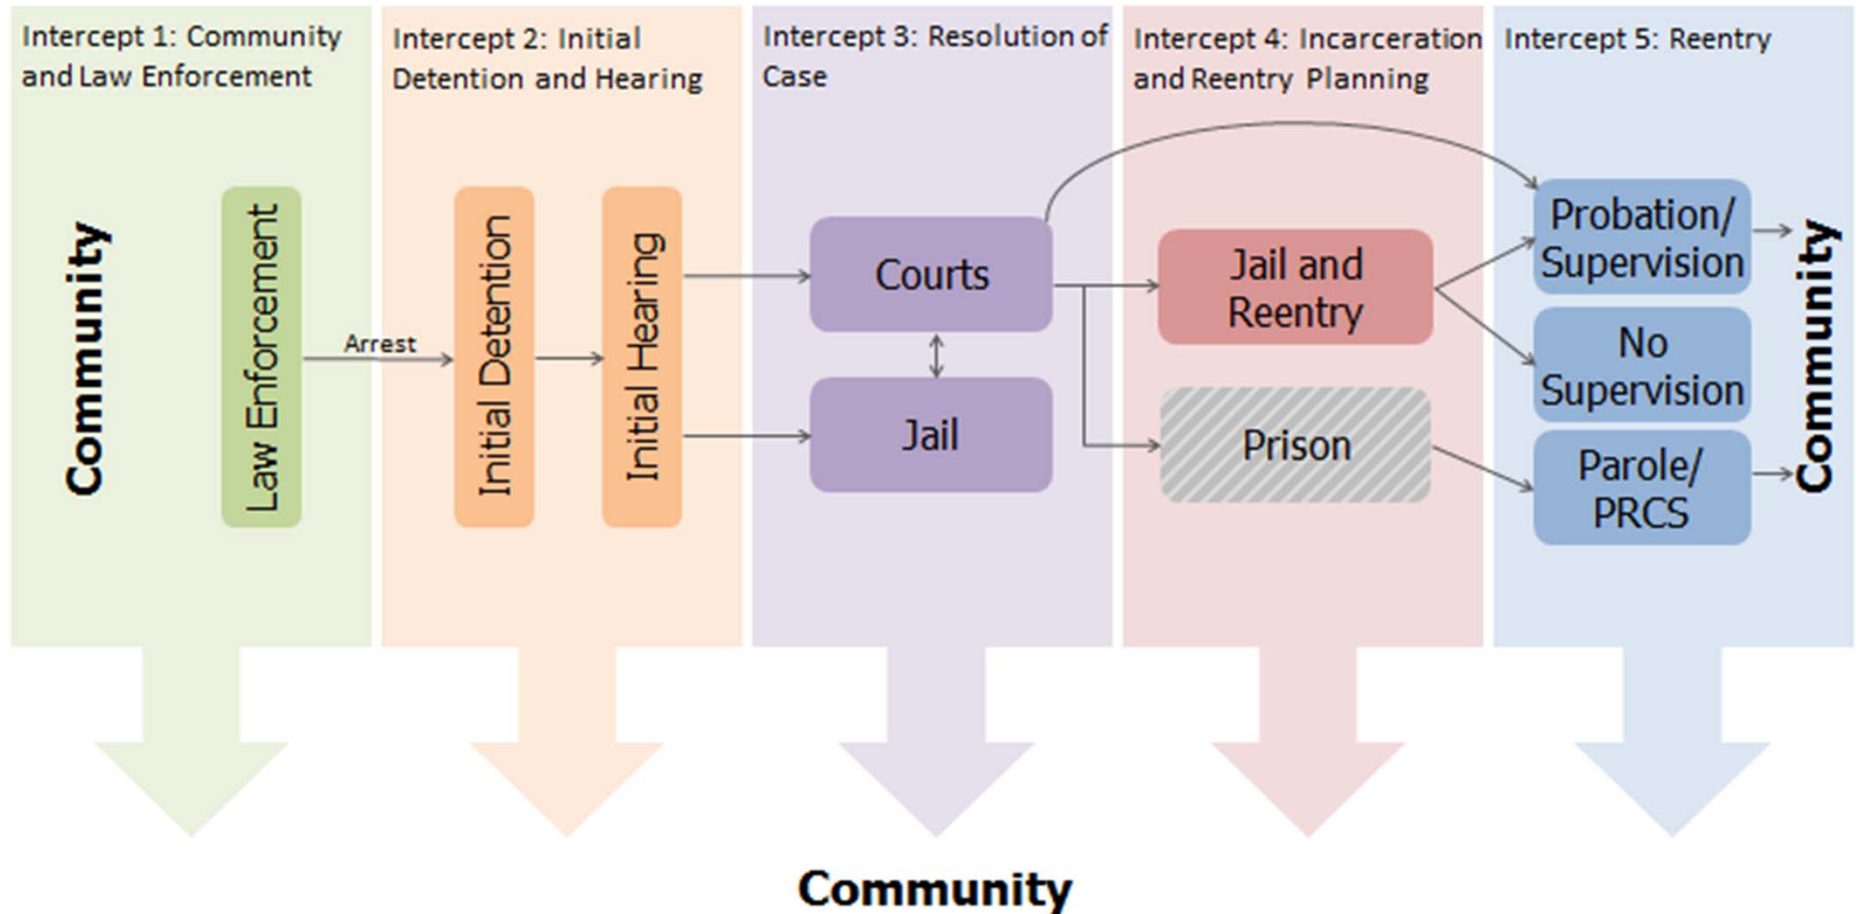 Intercept 1: Community
and Law Enforcement
Intercept 2: Initial
Detention and Hearing
Intercept 3: Resolution of
Case
Intercept 4: Incarceration
and Reentry Planning
Intercept 5: Reentry
Community
Law Enforcement
Arrest
Initial Detention
Initial Hearing
Courts
Jail
Jail and
Reentry
Prison
Probation/
Supervision
No
Supervision
Parole/
PRCS
Community
Community